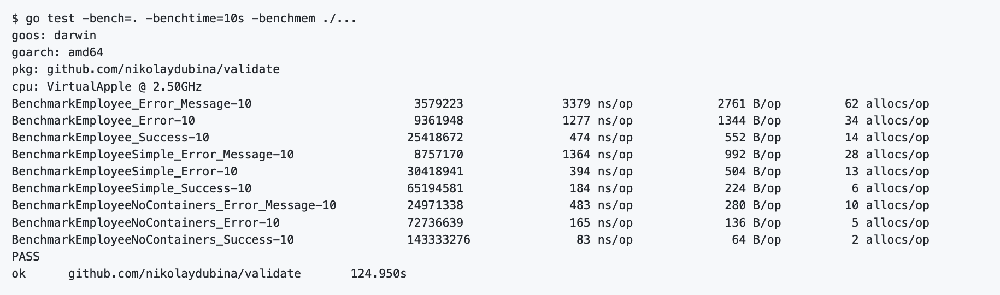 $ go test -bench=. -benchtime=10s -benchmem ./...
goos: darwin
goarch: amd64
pkg: github.com/nikolaydubina/validate
cpu: VirtualApple @ 2.50GHz
BenchmarkEmployee_Error_Message-10 3579223 3379 ns/op 2761 B/op 62 allocs/op
BenchmarkEmployee_Error-10 9361948 1277 ns/op 1344 B/op 34 allocs/op
BenchmarkEmployee_Success-10 25418672 474 ns/op 552 B/op 14 allocs/op
BenchmarkEmployeeSimple_Error_Message-10 8757170 1364 ns/op 992 B/op 28 allocs/op
BenchmarkEmployeeSimple_Error-10 30418941 394 ns/op 504 B/op 13 allocs/op
BenchmarkEmployeeSimple_Success-10 65194581 184 ns/op 224 B/op 6 allocs/op
BenchmarkEmployeeNoContainers_Error_Message-10 24971338 483 ns/op 280 B/op 10 allocs/op
BenchmarkEmployeeNoContainers_Error-10 72736639 165 ns/op 136 B/op 5 allocs/op
BenchmarkEmployeeNoContainers_Success-10 143333276 83 ns/op 64 B/op 2 allocs/op
PASS
ok github.com/nikolaydubina/validate 124.950s